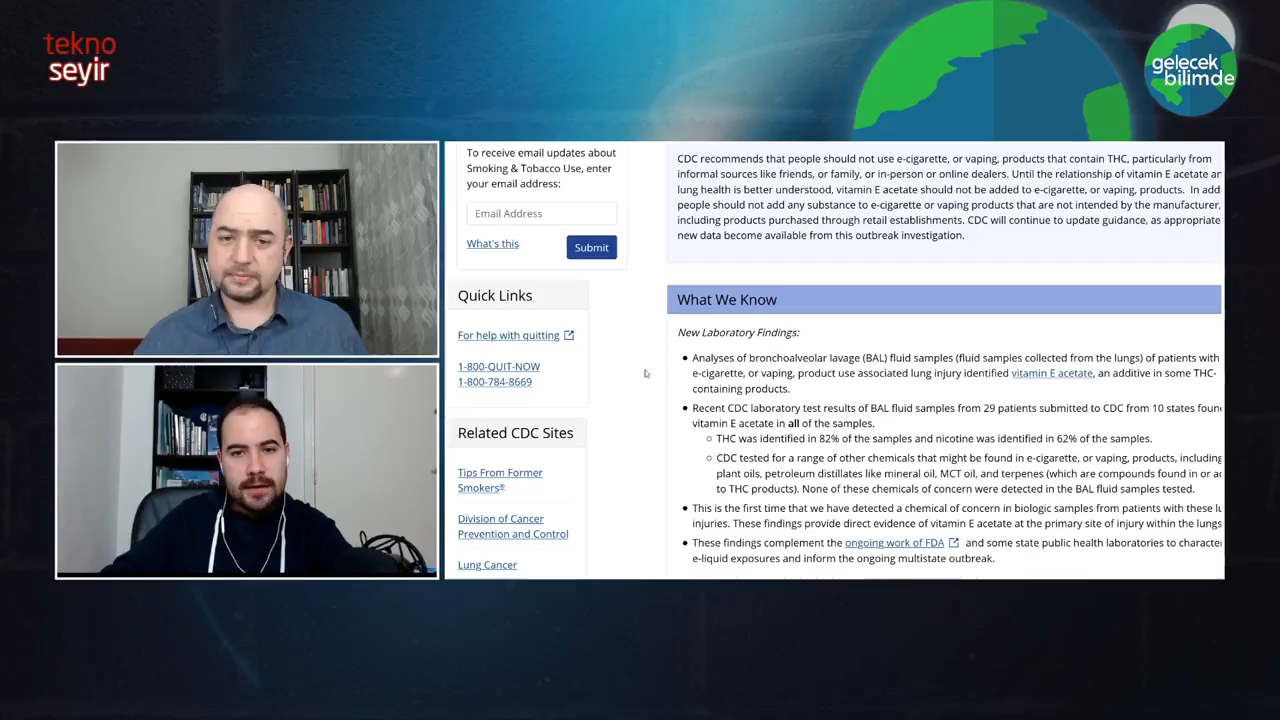 tekno
seyir
gelecek
bilimde
To receive email updates about
Smoking & Tobacco Use, enter
your email address:
Email Address
What's this
Submit
Quick Links
For help with quitting
1-800-QUIT-NOW
1-800-784-8669
Related CDC Sites
Tips From Former
Smokers®
Division of Cancer
Prevention and Control
Lung Cancer
CDC recommends that people should not use e-cigarette, or vaping, products that contain THC, particularly from
informal sources like friends, or family, or in-person or online dealers. Until the relationship of vitamin E acetate an
lung health is better understood, vitamin E acetate should not be added to e-cigarette, or vaping, products. In add
people should not add any substance to e-cigarette or vaping products that are not intended by the manufacturer,
including products purchased through retail establishments. CDC will continue to update guidance, as appropriate
new data become available from this outbreak investigation.
What We Know
New Laboratory Findings:
• Analyses of bronchoalveolar lavage (BAL) fluid samples (fluid samples collected from the lungs) of patients with
e-cigarette, or vaping, product use associated lung injury identified vitamin E acetate, an additive in some THC-
containing products.
• Recent CDC laboratory test results of BAL fluid samples from 29 patients submitted to CDC from 10 states found
vitamin E acetate in all of the samples.
○ THC was identified in 82% of the samples and nicotine was identified in 62% of the samples.
○ CDC tested for a range of other chemicals that might be found in e-cigarette, or vaping, products, including
plant oils, petroleum distillates like mineral oil, MCT oil, and terpenes (which are compounds found in or ad
to THC products). None of these chemicals of concern were detected in the BAL fluid samples tested.
• This is the first time that we have detected a chemical of concern in biologic samples from patients with these lu
injuries. These findings provide direct evidence of vitamin E acetate at the primary site of injury within the lungs
• These findings complement the ongoing work of FDA and some state public health laboratories to character
e-liquid exposures and inform the ongoing multistate outbreak.